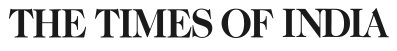 THE TIMES OF INDIA